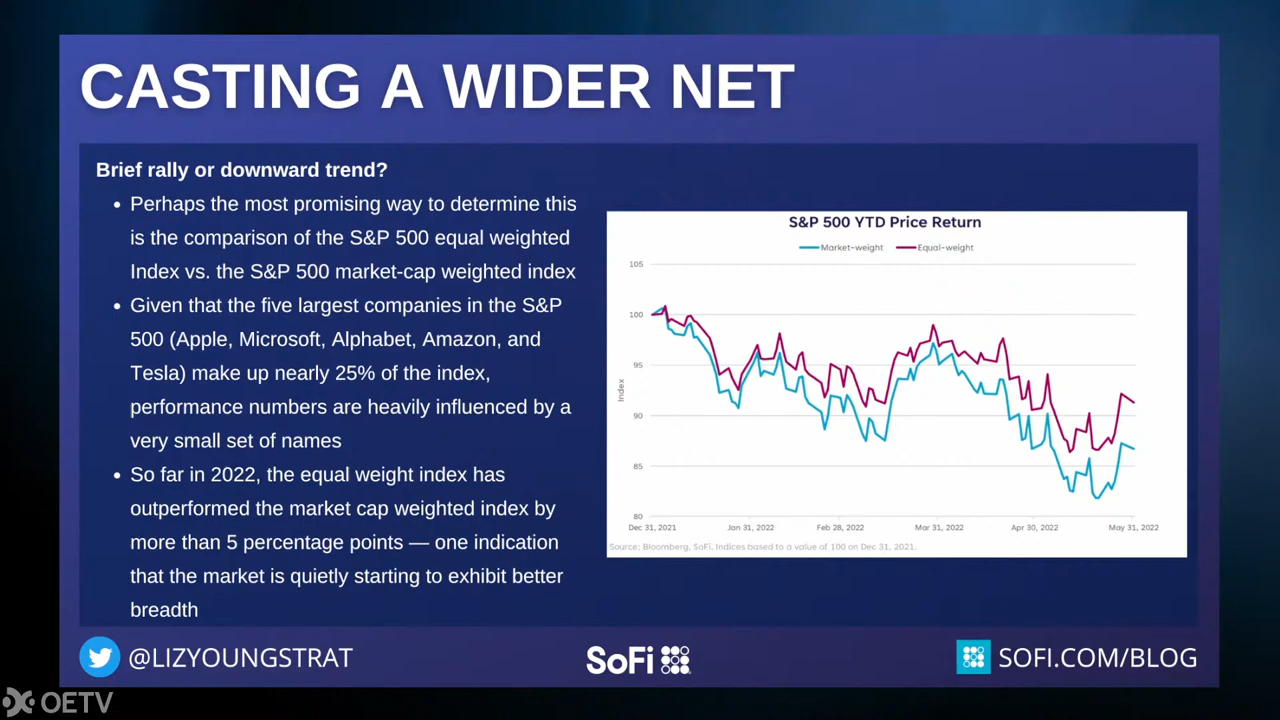 CASTING A WIDER NET
Brief rally or downward trend?
• Perhaps the most promising way to determine this
is the comparison of the S&P 500 equal weighted
Index vs. the S&P 500 market-cap weighted index
• Given that the five largest companies in the S&P
500 (Apple, Microsoft, Alphabet, Amazon, and
Tesla) make up nearly 25% of the index,
performance numbers are heavily influenced by a
very small set of names
• So far in 2022, the equal weight index has
outperformed the market cap weighted index by
more than 5 percentage points — one indication
that the market is quietly starting to exhibit better
breadth
S&P 500 YTD Price Return
Market-weight Equal-weight
105
100
95
90
85
80
Index
Dec 31, 2021 Jan 31, 2022 Feb 28, 2022 Mar 31, 2022 Apr 30, 2022 May 31, 2022
Source: Bloomberg, SoFi. Indices based to a value of 100 on Dec 31, 2021.
@LIZYOUNGSTRAT
SoFi
SOFI.COM/BLOG
OETV